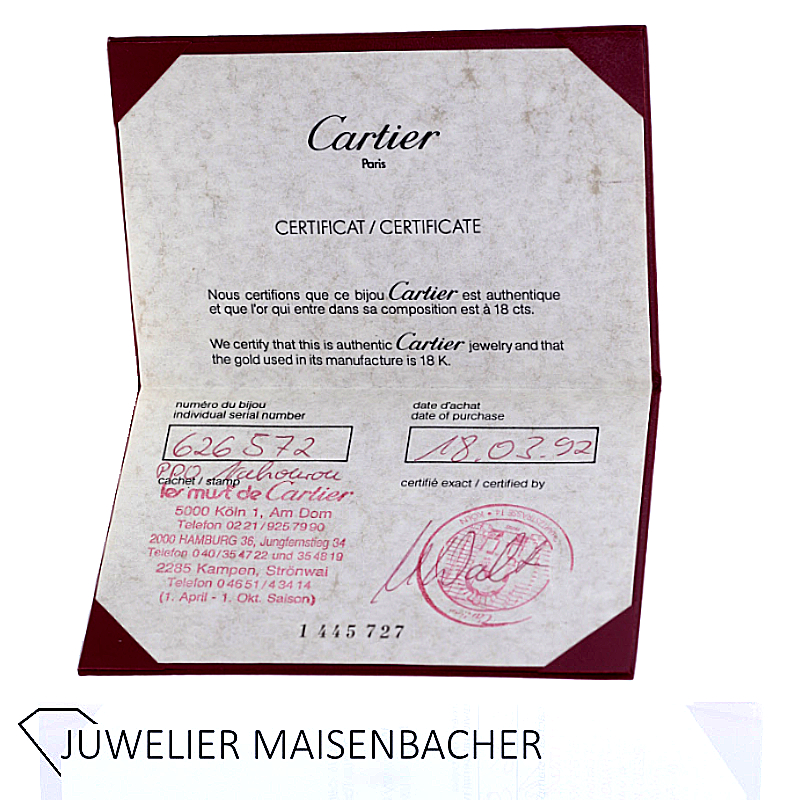 Cartier
Paris
CERTIFICAT / CERTIFICATE
Nous certifions que ce bijou Cartier est authentique
et que l'or qui entre dans sa composition est à 18 cts.
We certify that this is authentic Cartier jewelry and that
the gold used in its manufacture is 18 K.
numéro du bijou
individual serial number
date d'achat
date of purchase
626 572
18.03.92
PPO
cachet / stamp
certifié exact / certified by
les must de Cartier
5000 Köln 1, Am Dom
Telefon 0221/9257990
2000 HAMBURG 36, Jungfernstieg 34
Telefon 040/354722 und 354819
2285 Kampen, Strönwai
Telefon 04651/43414
(1. April - 1. Okt. Saison)
Cartier
1445727
JUWELIER MAISENBACHER